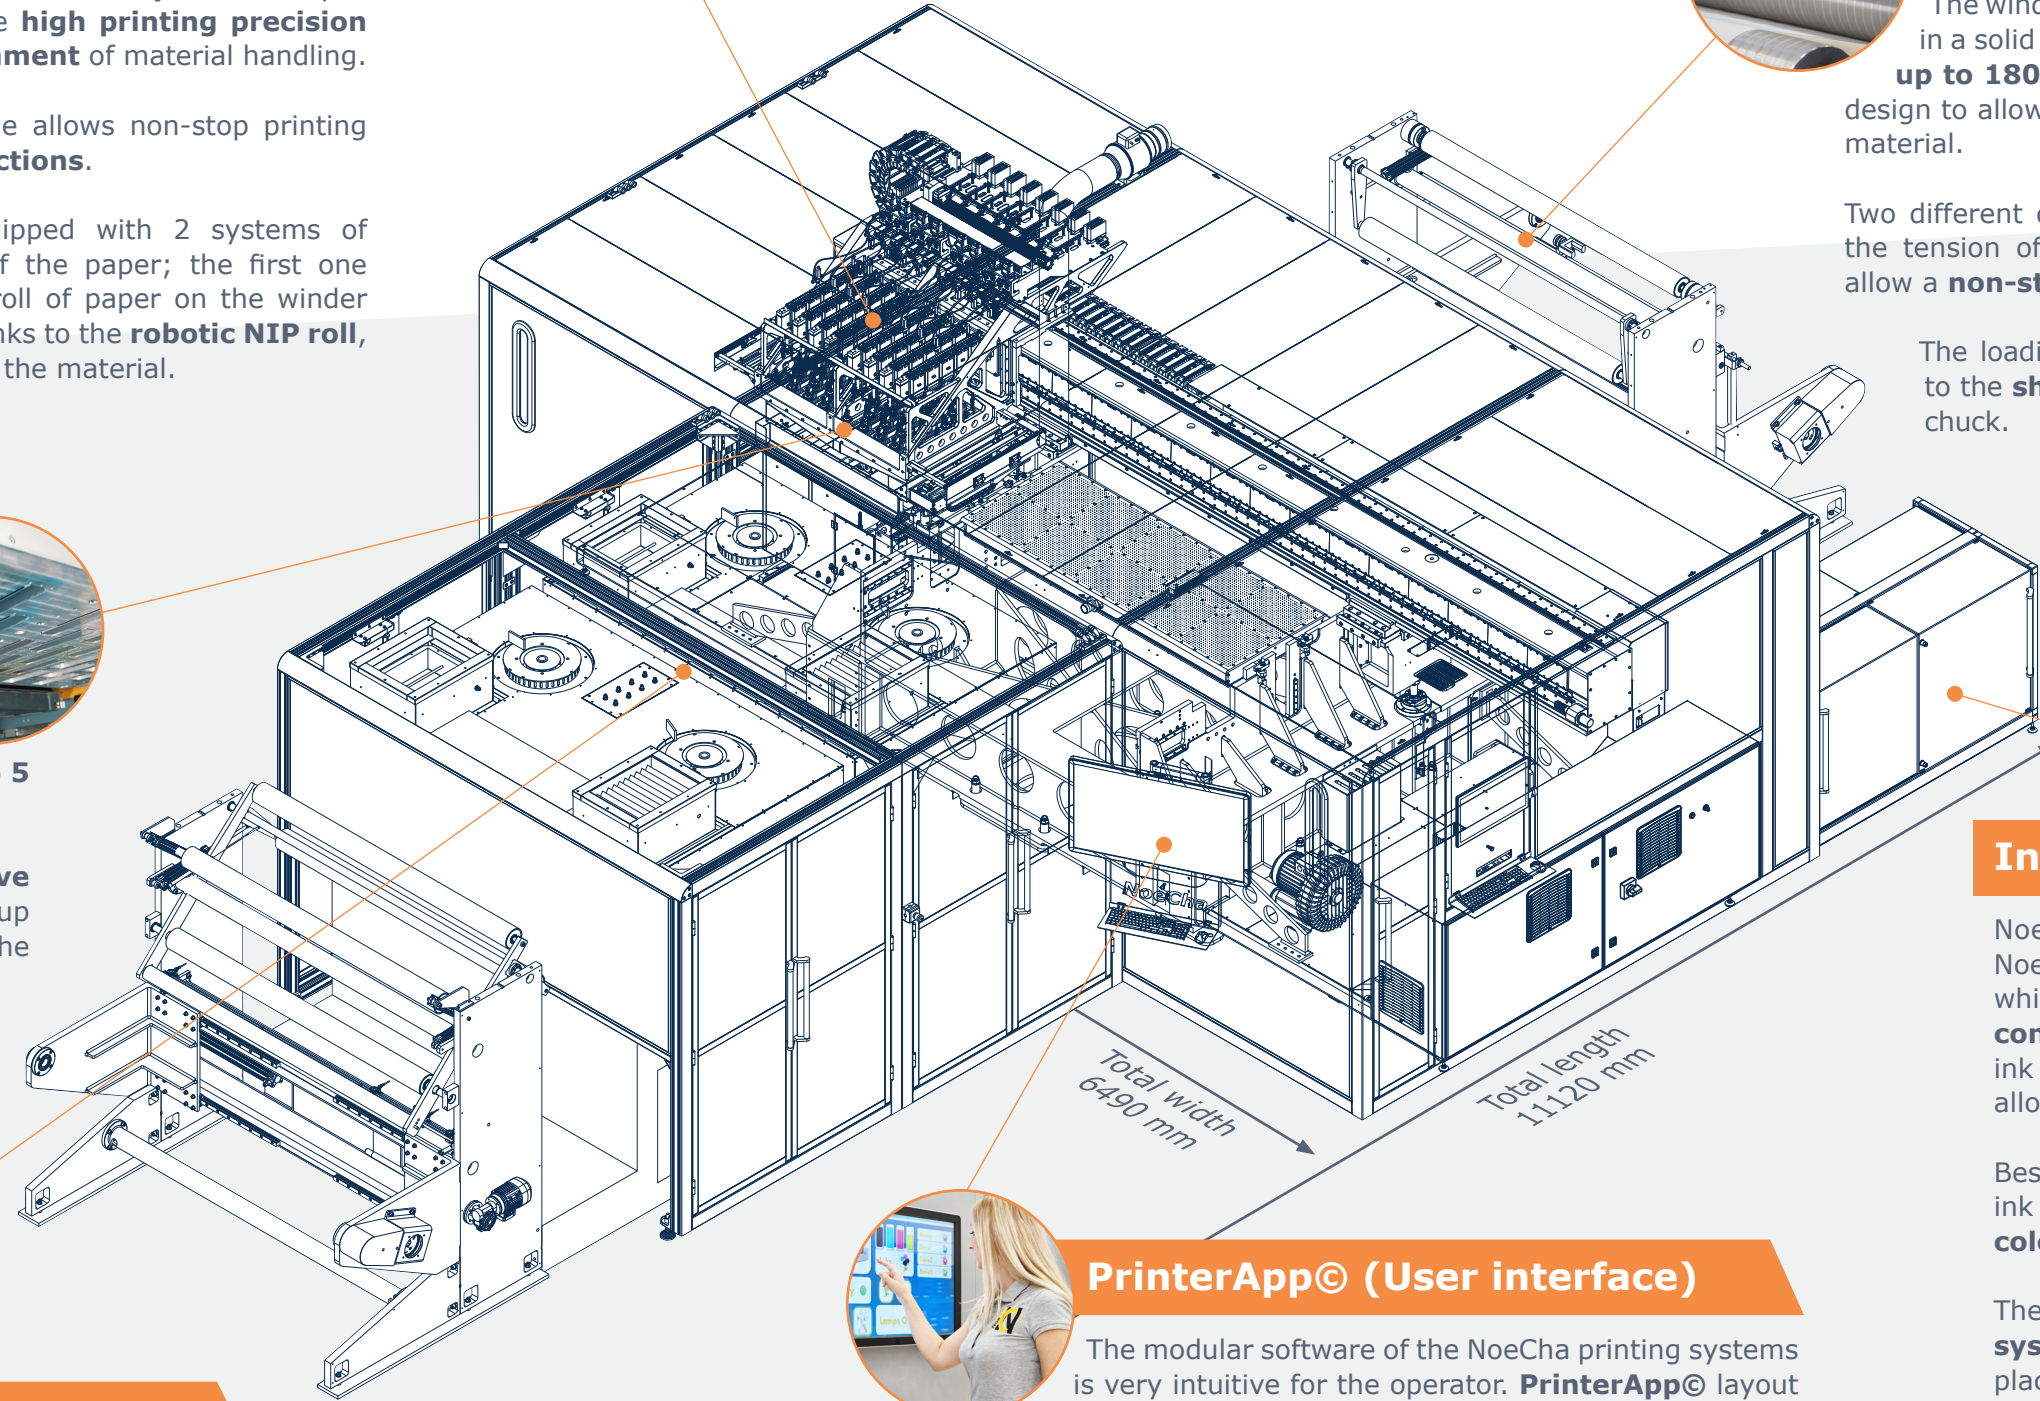 e high printing precision
nment of material handling.
e allows non-stop printing
ctions.
ipped with 2 systems of
f the paper; the first one
roll of paper on the winder
nks to the robotic NIP roll,
the material.
The wind
in a solid
up to 180
design to allow
material.
Two different
the tension of
allow a non-st
The loadi
to the sh
chuck.
5
ve
up
he
NoeCha
Total width
6490 mm
Total length
11120 mm
In
Noe
Noe
whi
con
ink
allo
Bes
ink
colo
The
sys
plac
PrinterApp© (User interface)
The modular software of the NoeCha printing systems
is very intuitive for the operator. PrinterApp© layout